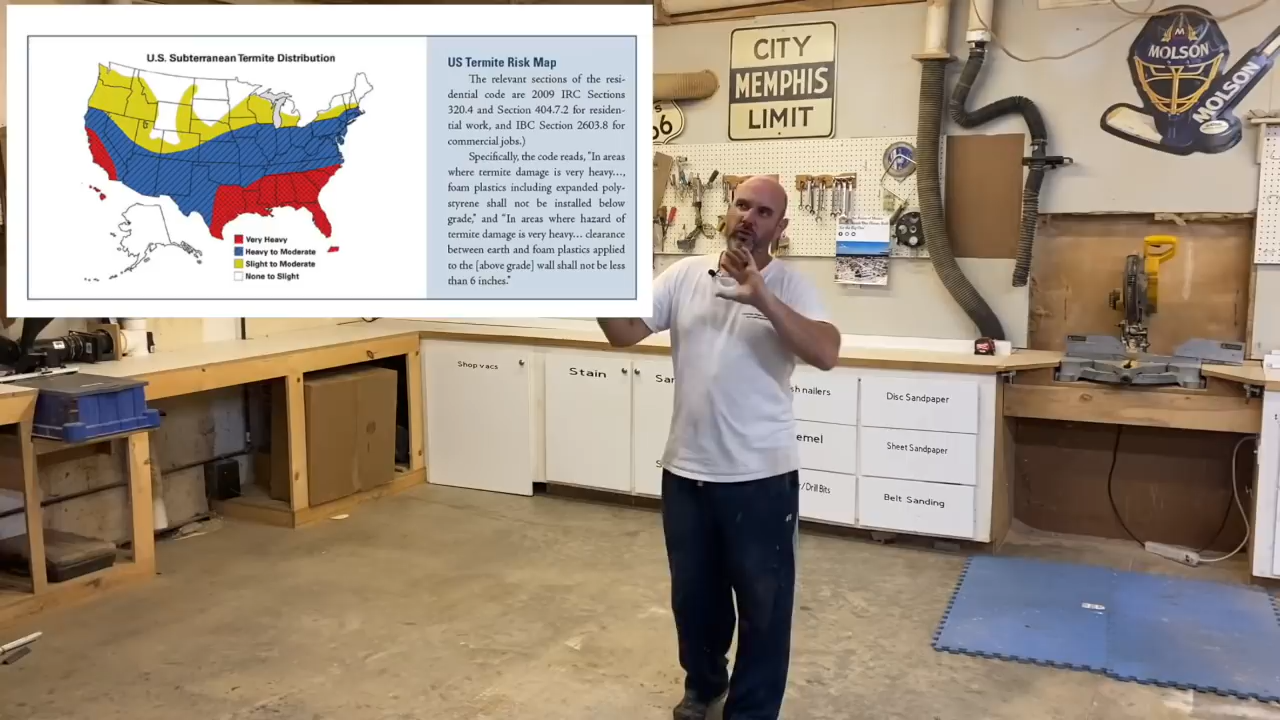 U.S. Subterranean Termite Distribution
Very Heavy
Heavy to Moderate
Slight to Moderate
None to Slight
US Termite Risk Map
The relevant sections of the resi-
dential code are 2009 IRC Sections
320.4 and Section 404.7.2 for residen-
tial work, and IBC Section 2603.8 for
commercial jobs.)
Specifically, the code reads, "In areas
where termite damage is very heavy...,
foam plastics including expanded poly-
styrene shall not be installed below
grade," and "In areas where hazard of
termite damage is very heavy... clearance
between earth and foam plastics applied
to the [above grade] wall shall not be less
than 6 inches."
CITY
MEMPHIS
LIMIT
MOLSON
MOLSON
Shop vacs
Stain
Disc Sandpaper
Sheet Sandpaper
Belt Sanding
nailers
/Drill Bits